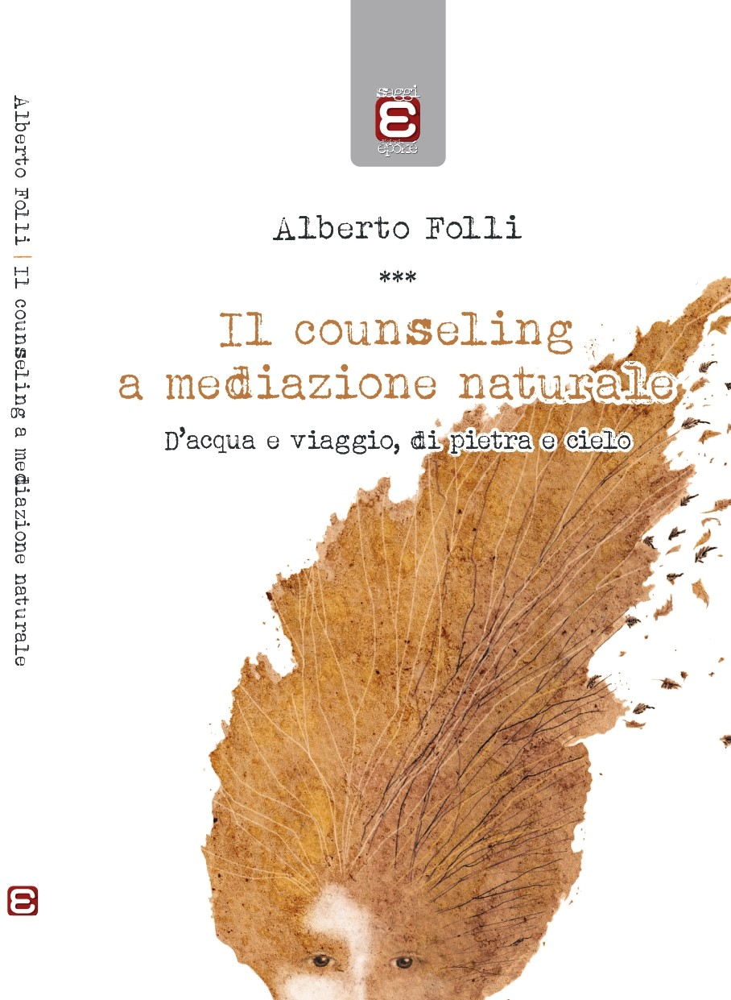 saggi
epoké
Alberto Folli
***
Il counseling
a mediazione naturale
D'acqua e viaggio, di pietra e cielo
Alberto Folli | Il counseling a mediazione naturale